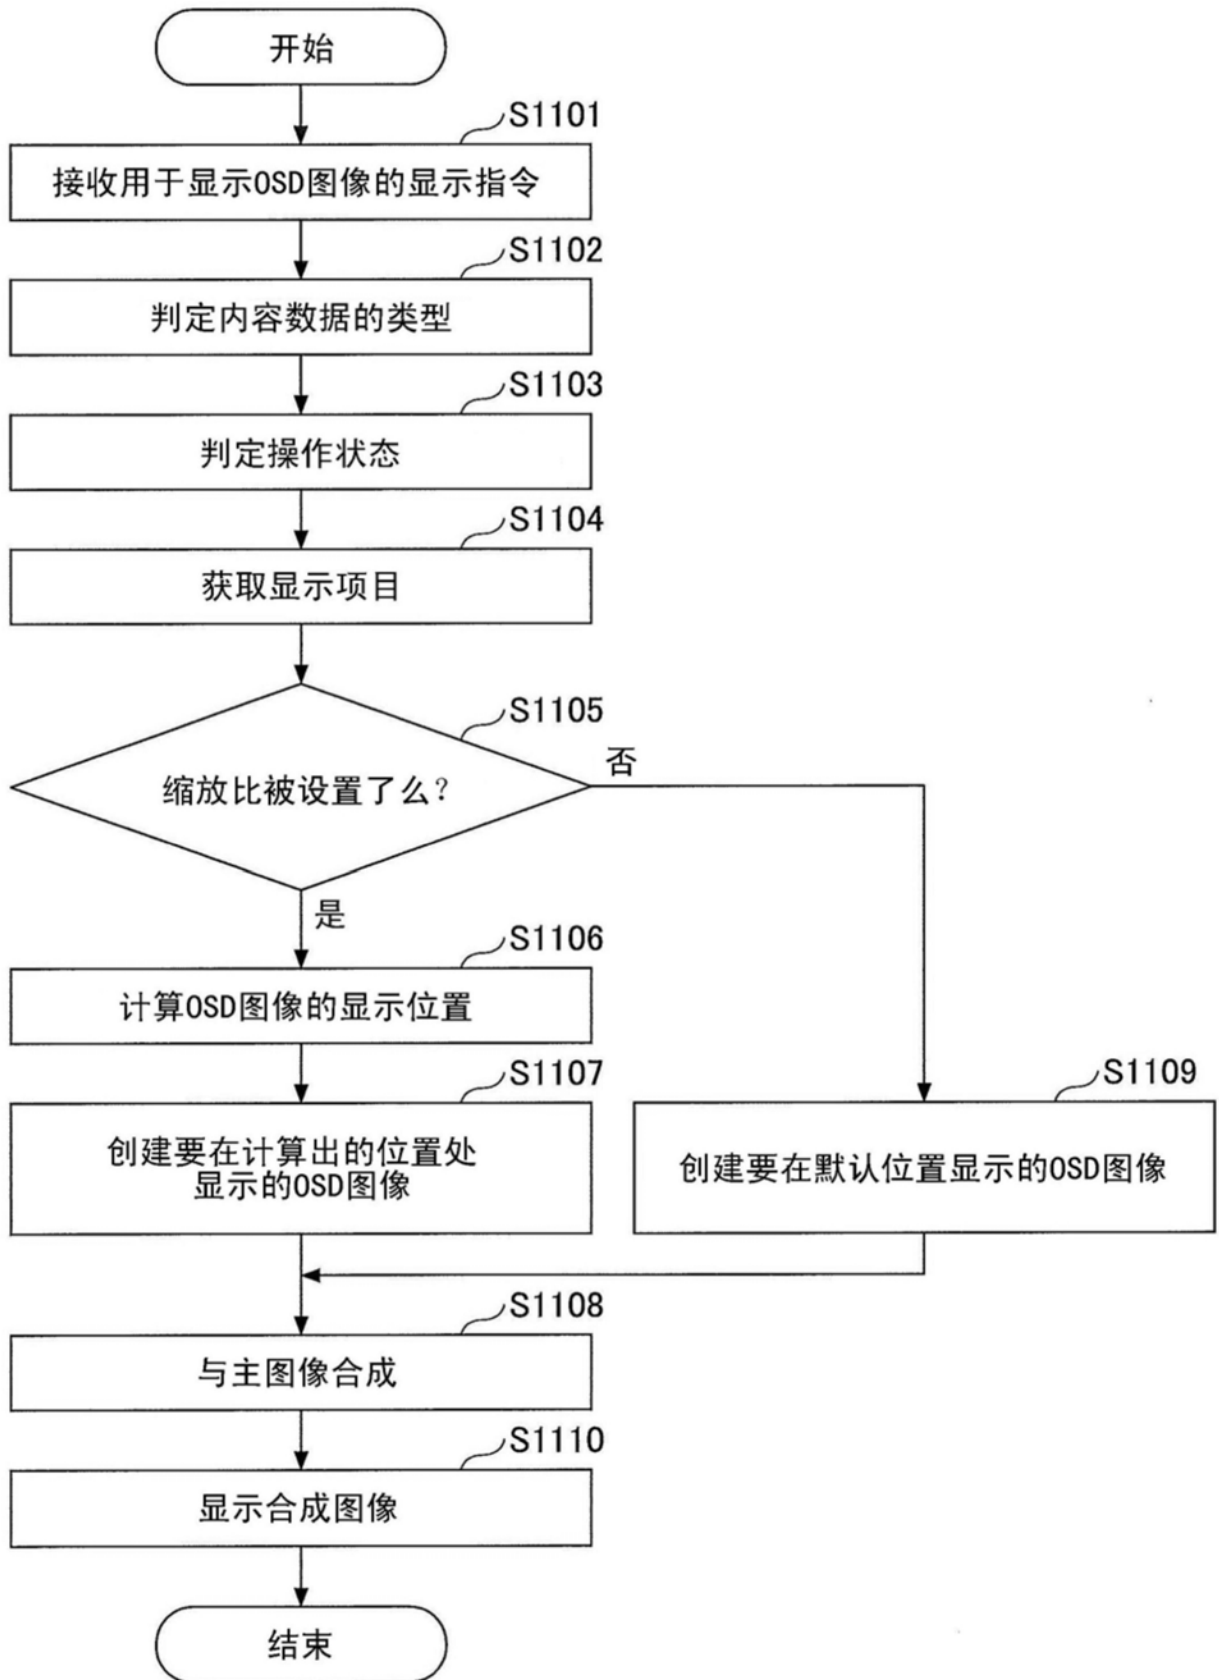 开始
S1101
接收用于显示OSD图像的显示指令
S1102
判定内容数据的类型
S1103
判定操作状态
S1104
获取显示项目
S1105
缩放比被设置了么?
否
是
S1106
计算OSD图像的显示位置
S1107
创建要在计算出的位置处
显示的OSD图像
S1109
创建要在默认位置显示的OSD图像
S1108
与主图像合成
S1110
显示合成图像
结束